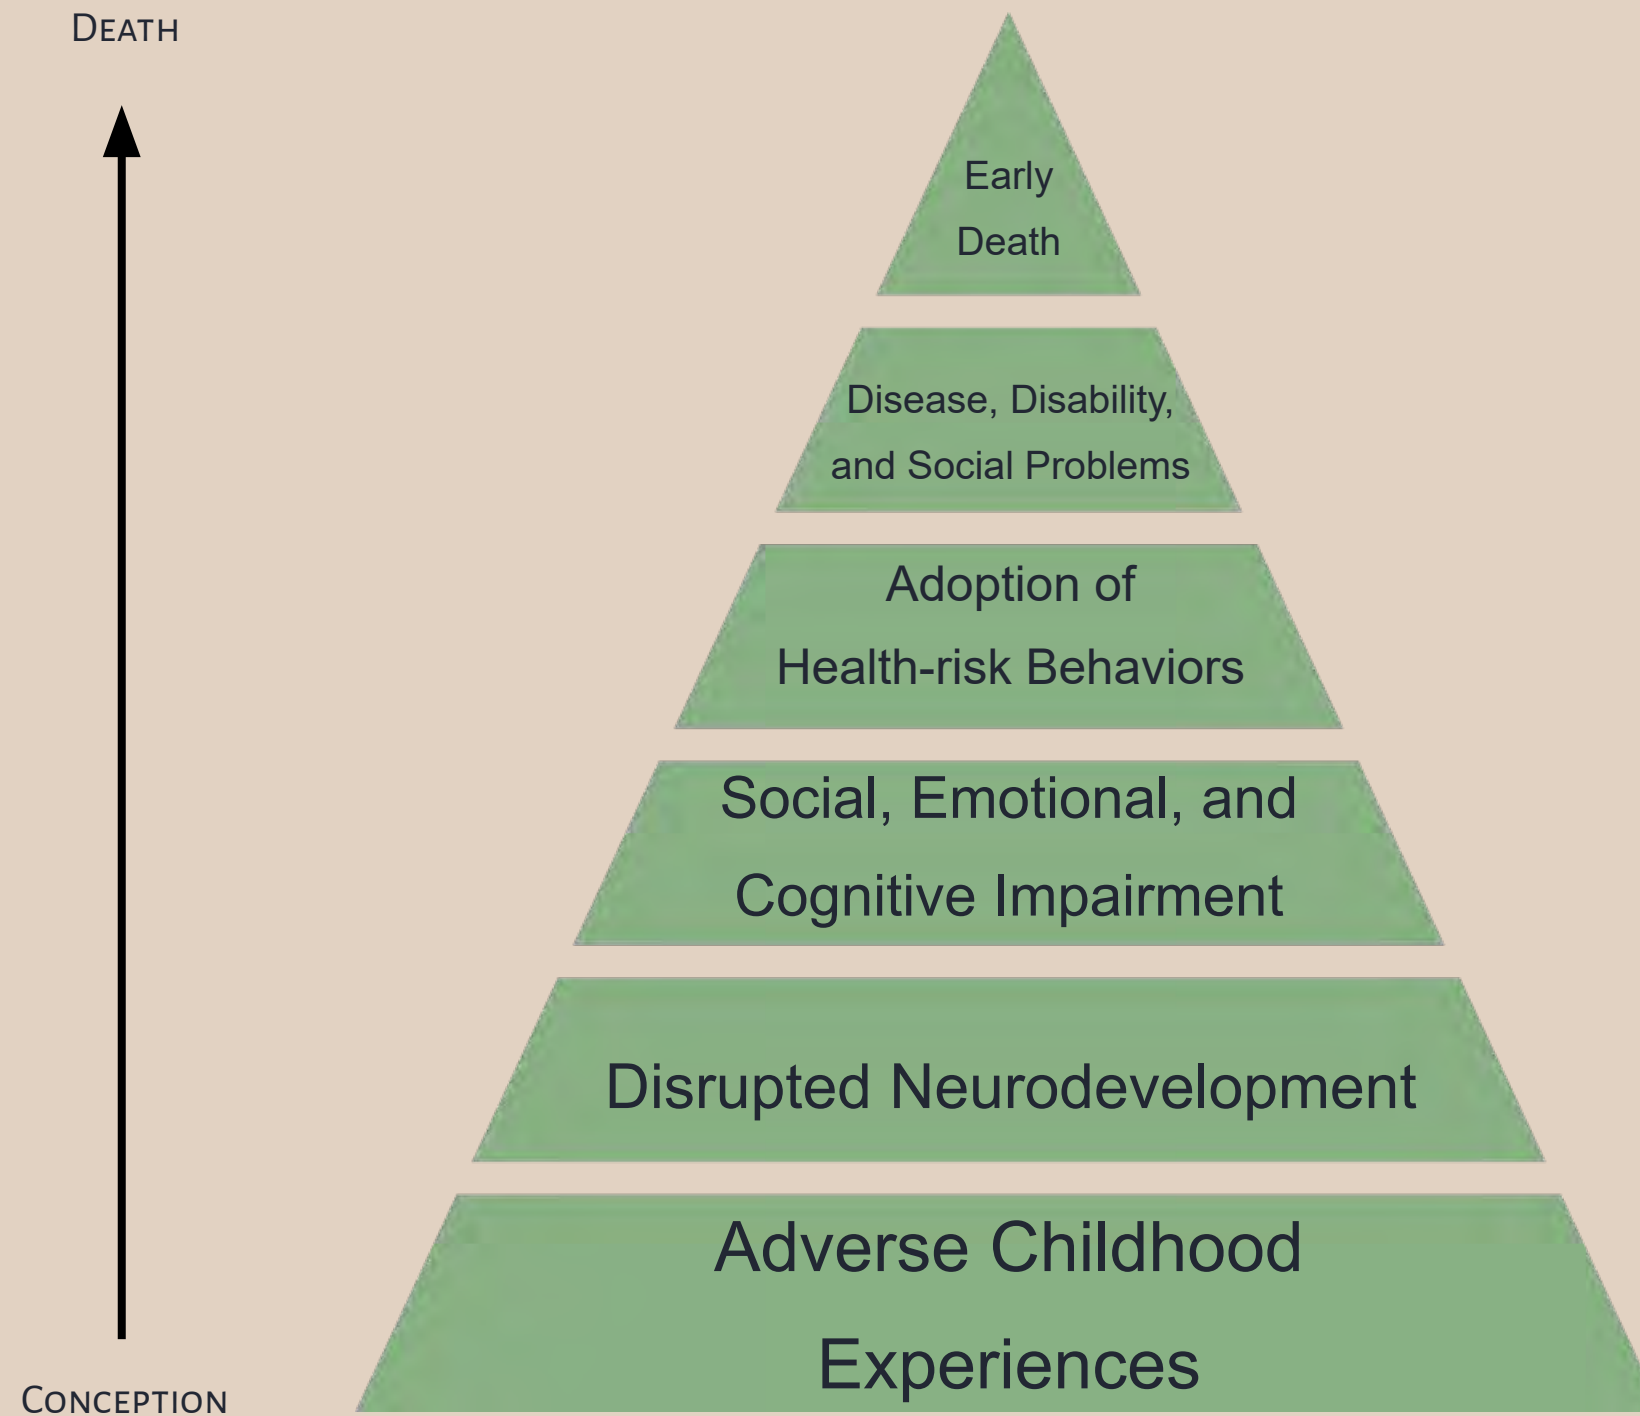 DEATH
Early
Death
Disease, Disability,
and Social Problems
Adoption of
Health-risk Behaviors
Social, Emotional, and
Cognitive Impairment
Disrupted Neurodevelopment
Adverse Childhood
Experiences
CONCEPTION